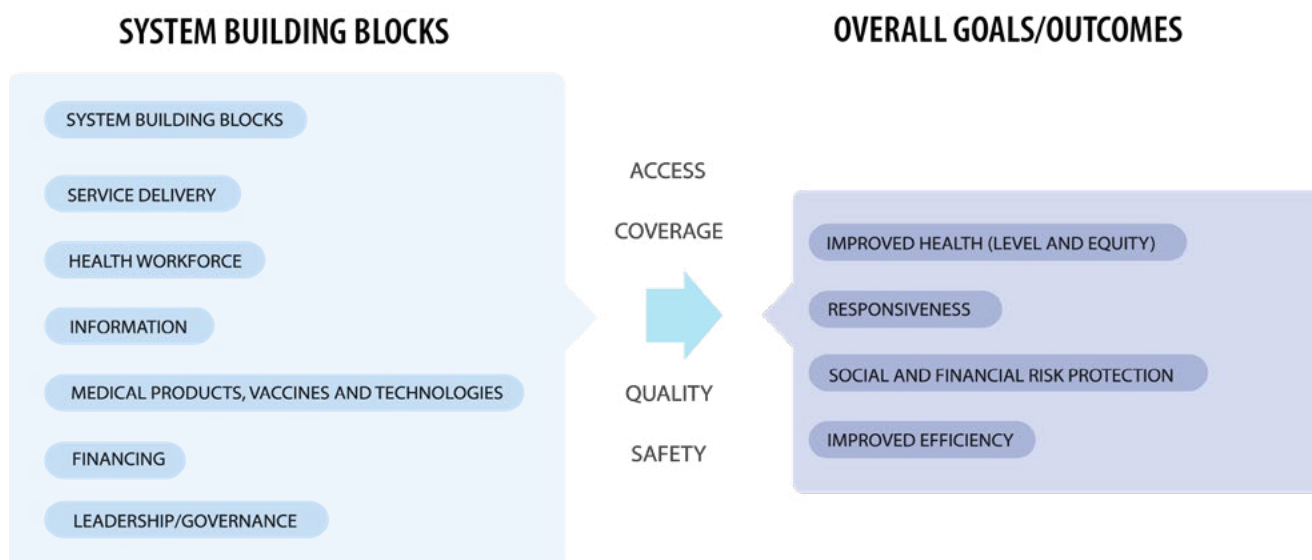 SYSTEM BUILDING BLOCKS
SYSTEM BUILDING BLOCKS
SERVICE DELIVERY
HEALTH WORKFORCE
INFORMATION
MEDICAL PRODUCTS, VACCINES AND TECHNOLOGIES
FINANCING
LEADERSHIP/GOVERNANCE
ACCESS
COVERAGE
QUALITY
SAFETY
OVERALL GOALS/OUTCOMES
IMPROVED HEALTH (LEVEL AND EQUITY)
RESPONSIVENESS
SOCIAL AND FINANCIAL RISK PROTECTION
IMPROVED EFFICIENCY